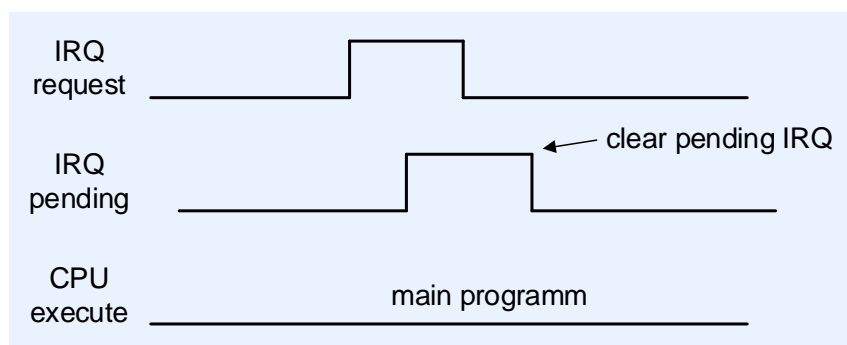 IRQ
request
clear pending IRQ
IRQ
pending
CPU
execute
main programm